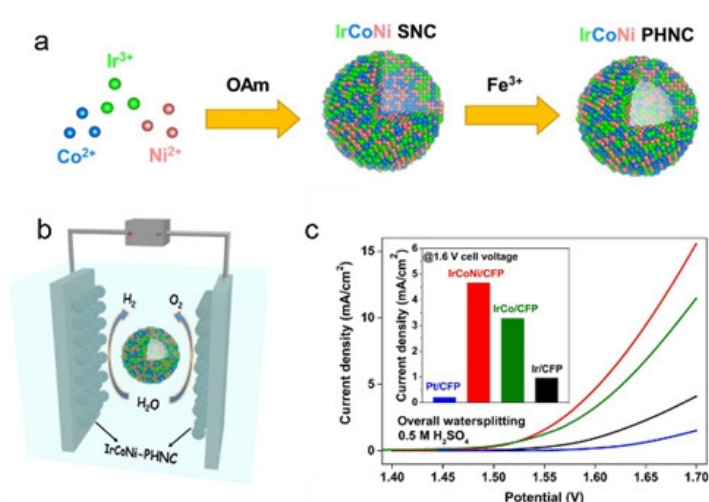 a
Ir³⁺
Co²⁺
Ni²⁺
OAm
IrCoNi SNC
Fe³⁺
IrCoNi PHNC
b
+ -
H₂
O₂
H₂O
IrCoNi-PHNC
c
Current density (mA/cm²)
15
10
5
0
1.40 1.45 1.50 1.55 1.60 1.65 1.70
Potential (V)
@1.6 V cell voltage
Current density (mA/cm²)
6
5
4
3
2
1
0
IrCoNi/CFP
IrCo/CFP
Pt/CFP
Ir/CFP
Overall watersplitting
0.5 M H₂SO₄